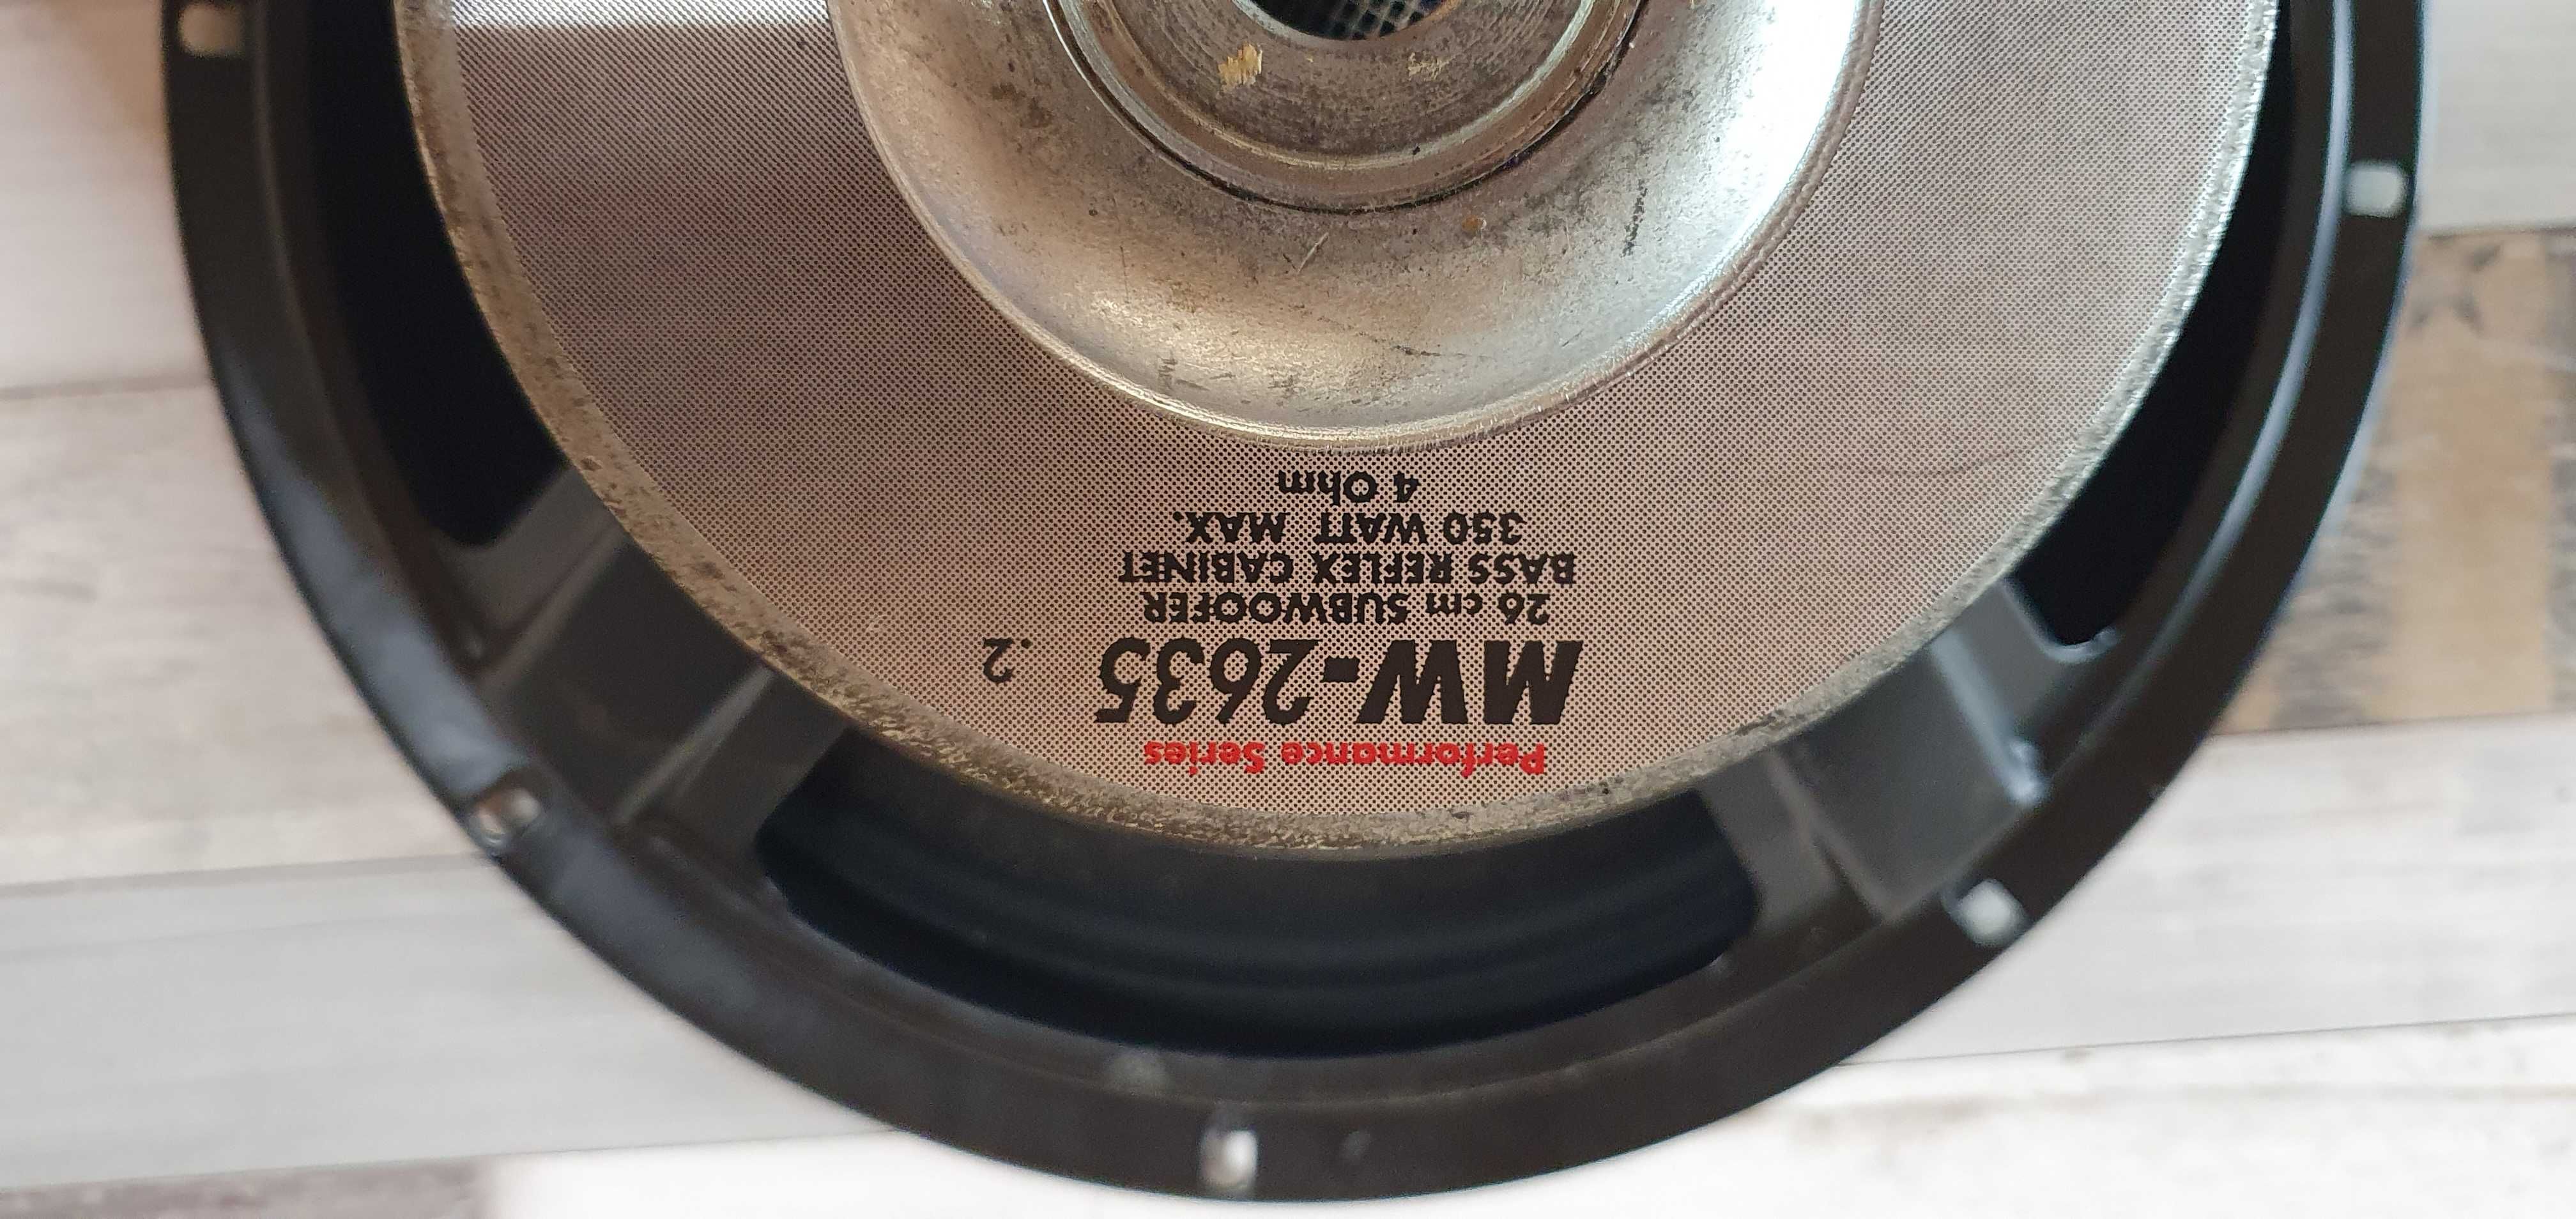 Performance Series
MW-2635 .2
26 cm SUBWOOFER
BASS REFLEX CABINET
350 WATT MAX.
4 Ohm